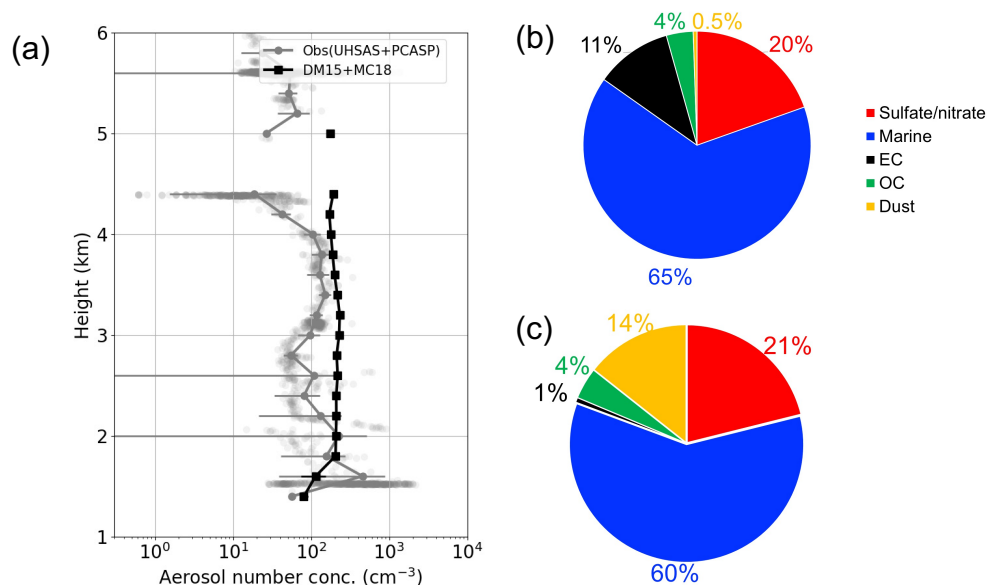 (a)
6
5
4
3
2
1
Height (km)
Obs(UHSAS+PCASP)
DM15+MC18
10⁰
10¹
10²
10³
10⁴
Aerosol number conc. (cm⁻³)
(b)
4%
0.5%
11%
20%
65%
Sulfate/nitrate
Marine
EC
OC
Dust
(c)
14%
21%
4%
1%
60%